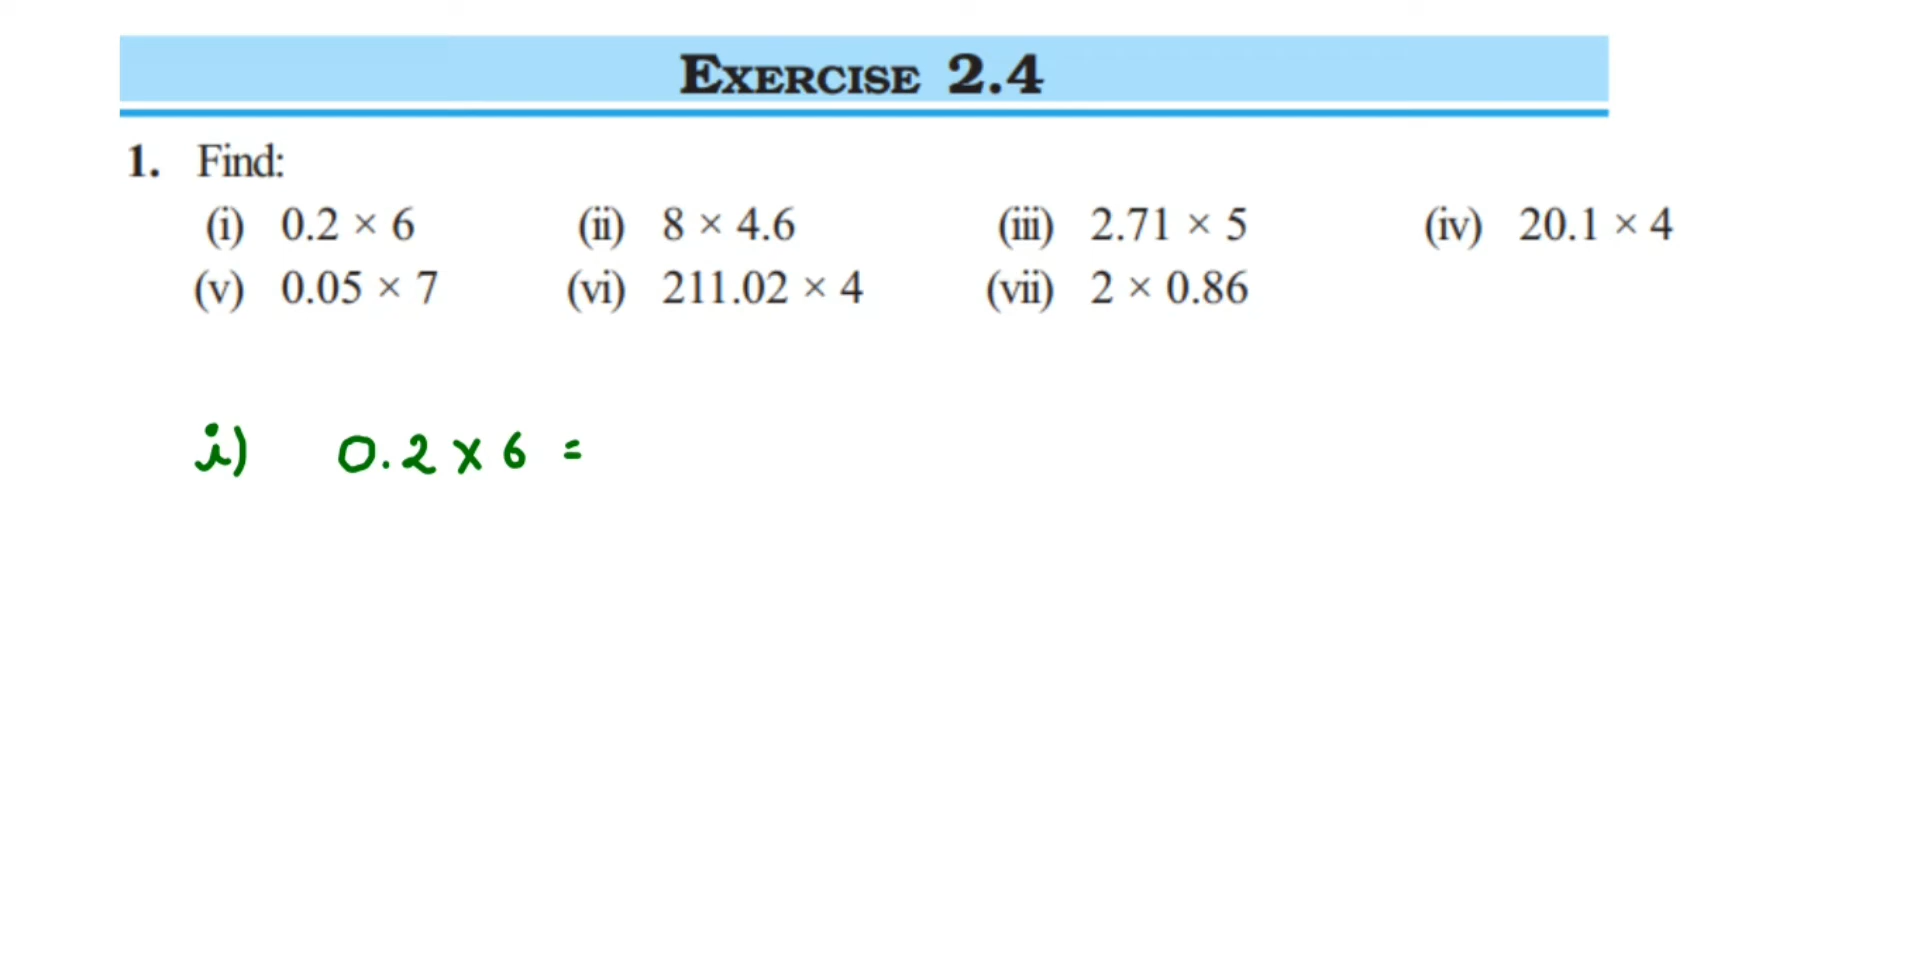 EXERCISE 2.4
1. Find:
(i) 0.2 × 6 (ii) 8 × 4.6 (iii) 2.71 × 5 (iv) 20.1 × 4
(v) 0.05 × 7 (vi) 211.02 × 4 (vii) 2 × 0.86
i) 0.2 × 6 =